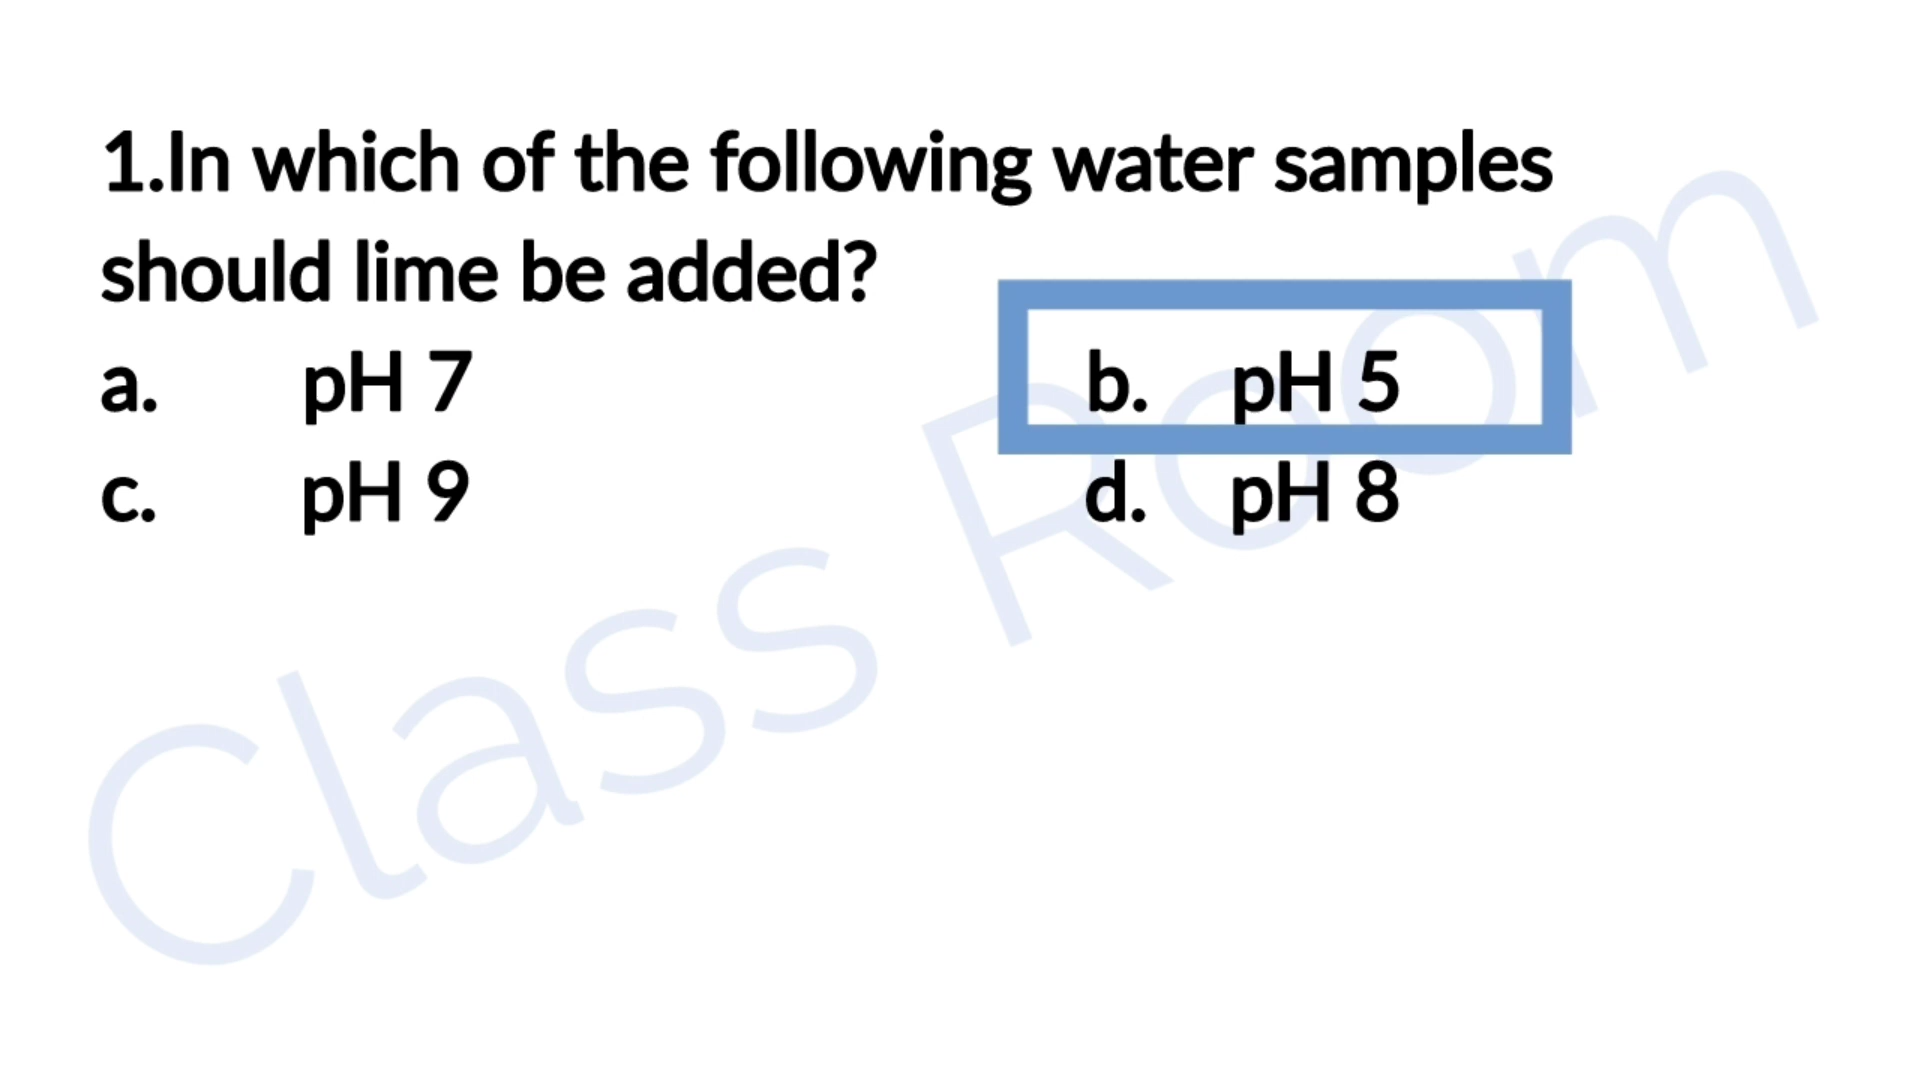 1.In which of the following water samples
should lime be added?
a. pH 7 b. pH 5
c. pH 9 d. pH 8
Class Room